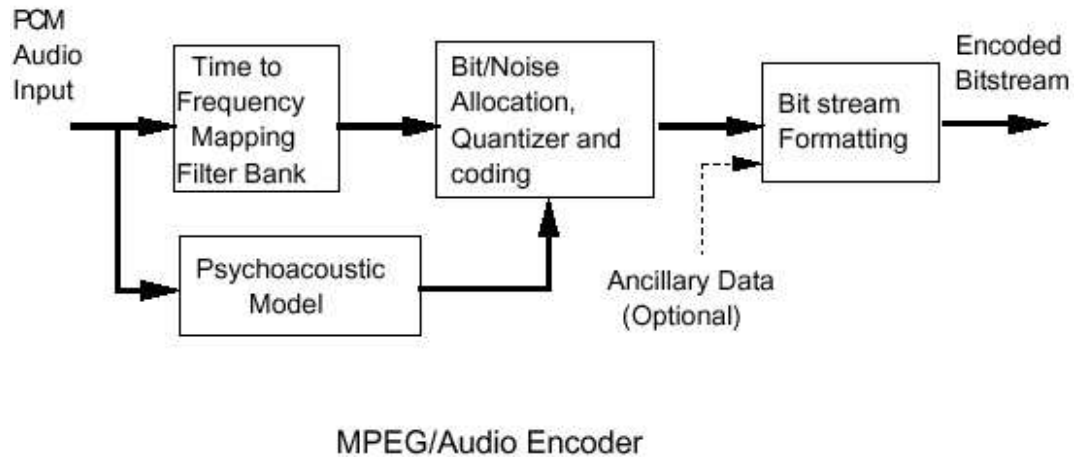 PCM
Audio
Input
Time to
Frequency
Mapping
Filter Bank
Bit/Noise
Allocation,
Quantizer and
coding
Bit stream
Formatting
Encoded
Bitstream
Psychoacoustic
Model
Ancillary Data
(Optional)
MPEG/Audio Encoder